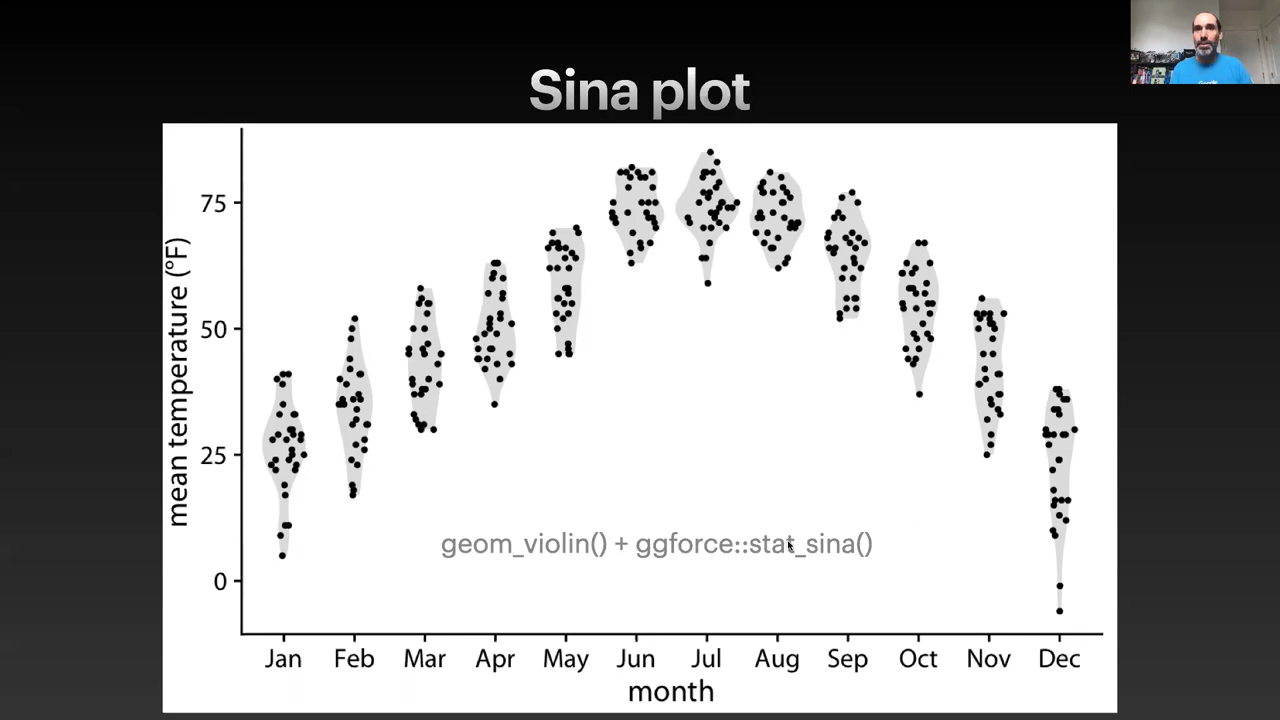 Sina plot
75
50
25
0
mean temperature (°F)
geom_violin() + ggforce::stat_sina()
Jan Feb Mar Apr May Jun Jul Aug Sep Oct Nov Dec
month